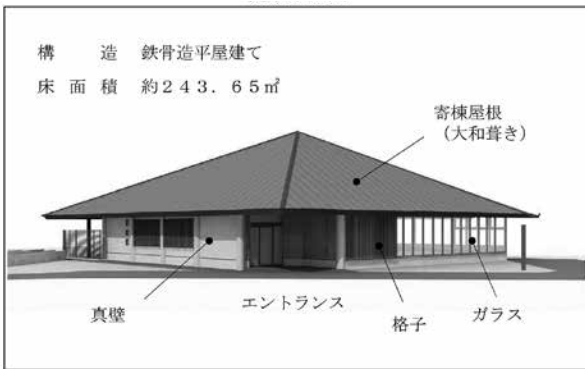 構　　造　鉄骨造平屋建て
床 面 積　約２４３．６５㎡
寄棟屋根
（大和葺き）
真壁
エントランス
格子
ガラス